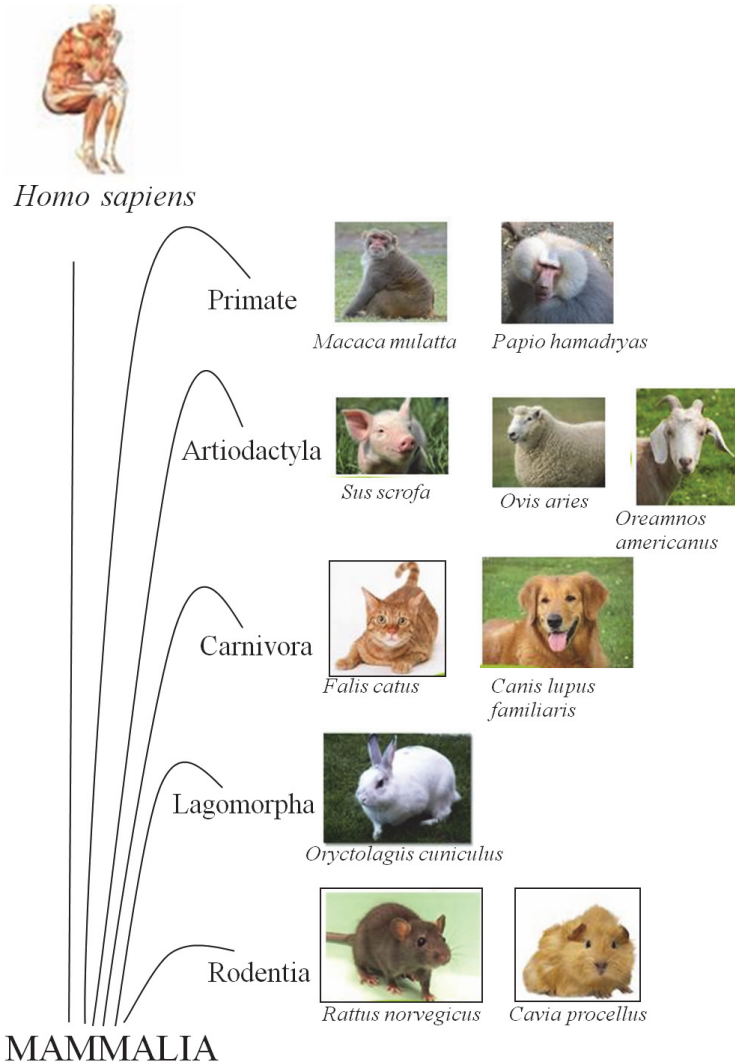 Homo sapiens
Primate
Macaca mulatta
Papio hamadryas
Artiodactyla
Sus scrofa
Ovis aries
Oreamnos
americanus
Carnivora
Falis catus
Canis lupus
familiaris
Lagomorpha
Oryctolagus cuniculus
Rodentia
Rattus norvegicus
Cavia procellus
MAMMALIA